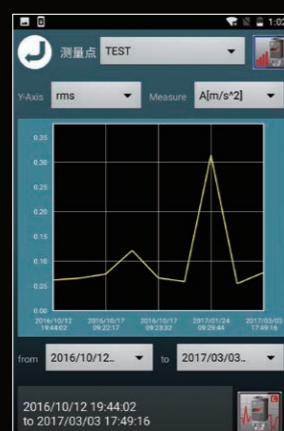 1:02
测量点 TEST
Y-Axis rms Measure A[m/s^2]
0.35
0.30
0.25
0.20
0.15
0.10
0.05
0.00
2016/10/12 2016/10/17 2016/10/17 2017/01/24 2017/03/03
19:44:02 09:22:17 09:23:32 09:29:44 17:49:16
from 2016/10/12.. to 2017/03/03..
2016/10/12 19:44:02
to 2017/03/03 17:49:16